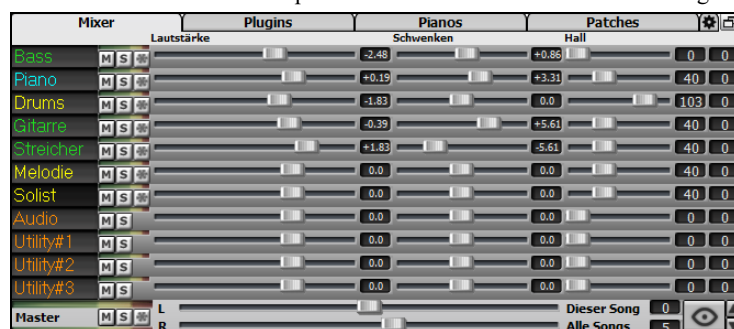 Mixer Plugins Pianos Patches
Lautstärke Schwenken Hall
Bass M S -2.48 +0.86 0 0
Piano M S +0.19 +3.31 40 0
Drums M S -1.83 0.0 103 0
Gitarre M S -0.39 +5.61 40 0
Streicher M S +1.83 -5.61 40 0
Melodie M S 0.0 0.0 40 0
Solist M S 0.0 0.0 40 0
Audio M S 0.0 0.0 0 0
Utility#1 M S 0.0 0.0 0 0
Utility#2 M S 0.0 0.0 0 0
Utility#3 M S 0.0 0.0 0 0
Master M S L Dieser Song 0
R Alle Songs 5